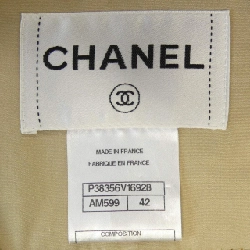 CHANEL
MADE IN FRANCE
FABRIQUE EN FRANCE
P38356V16928
AM599 42
COMPOSITION